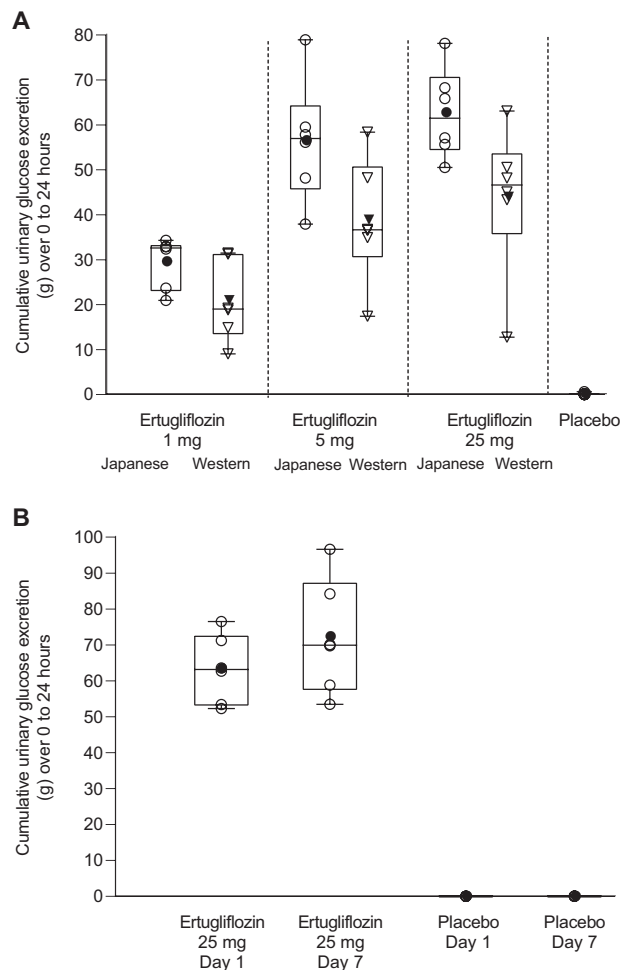 A
Cumulative urinary glucose excretion
(g) over 0 to 24 hours
80
70
60
50
40
30
20
10
0
Ertugliflozin
1 mg
Ertugliflozin
5 mg
Ertugliflozin
25 mg
Placebo
Japanese Western
Japanese Western
Japanese Western
B
Cumulative urinary glucose excretion
(g) over 0 to 24 hours
100
90
80
70
60
50
40
30
20
10
0
Ertugliflozin
25 mg
Day 1
Ertugliflozin
25 mg
Day 7
Placebo
Day 1
Placebo
Day 7